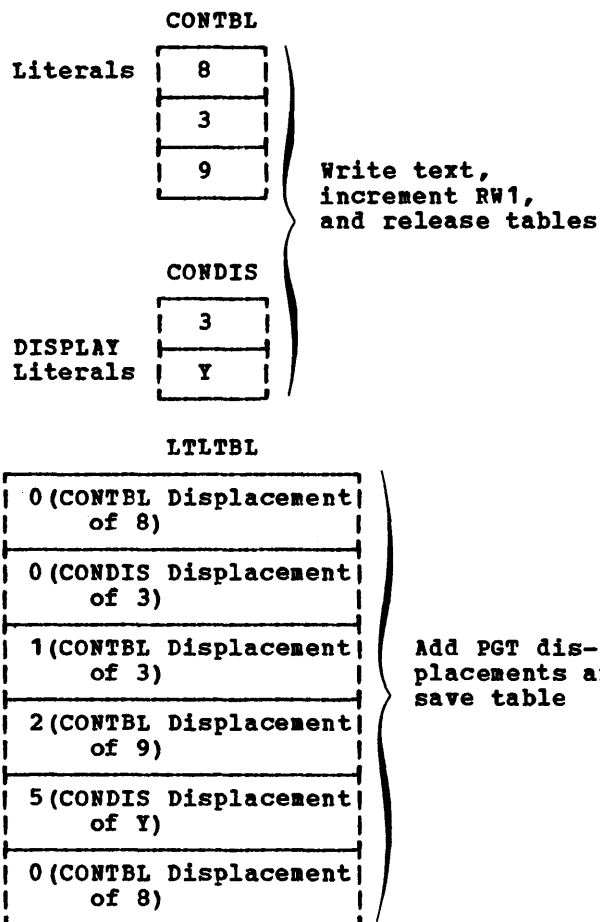 CONTBL
Literals 8
3
9
Write text,
increment RW1,
and release tables
CONDIS
3
DISPLAY
Literals Y
LTLTBL
0(CONTBL Displacement
of 8)
0(CONDIS Displacement
of 3)
1(CONTBL Displacement
of 3)
2(CONTBL Displacement
of 9)
5(CONDIS Displacement
of Y)
0(CONTBL Displacement
of 8)
Add PGT dis-
placements
save table